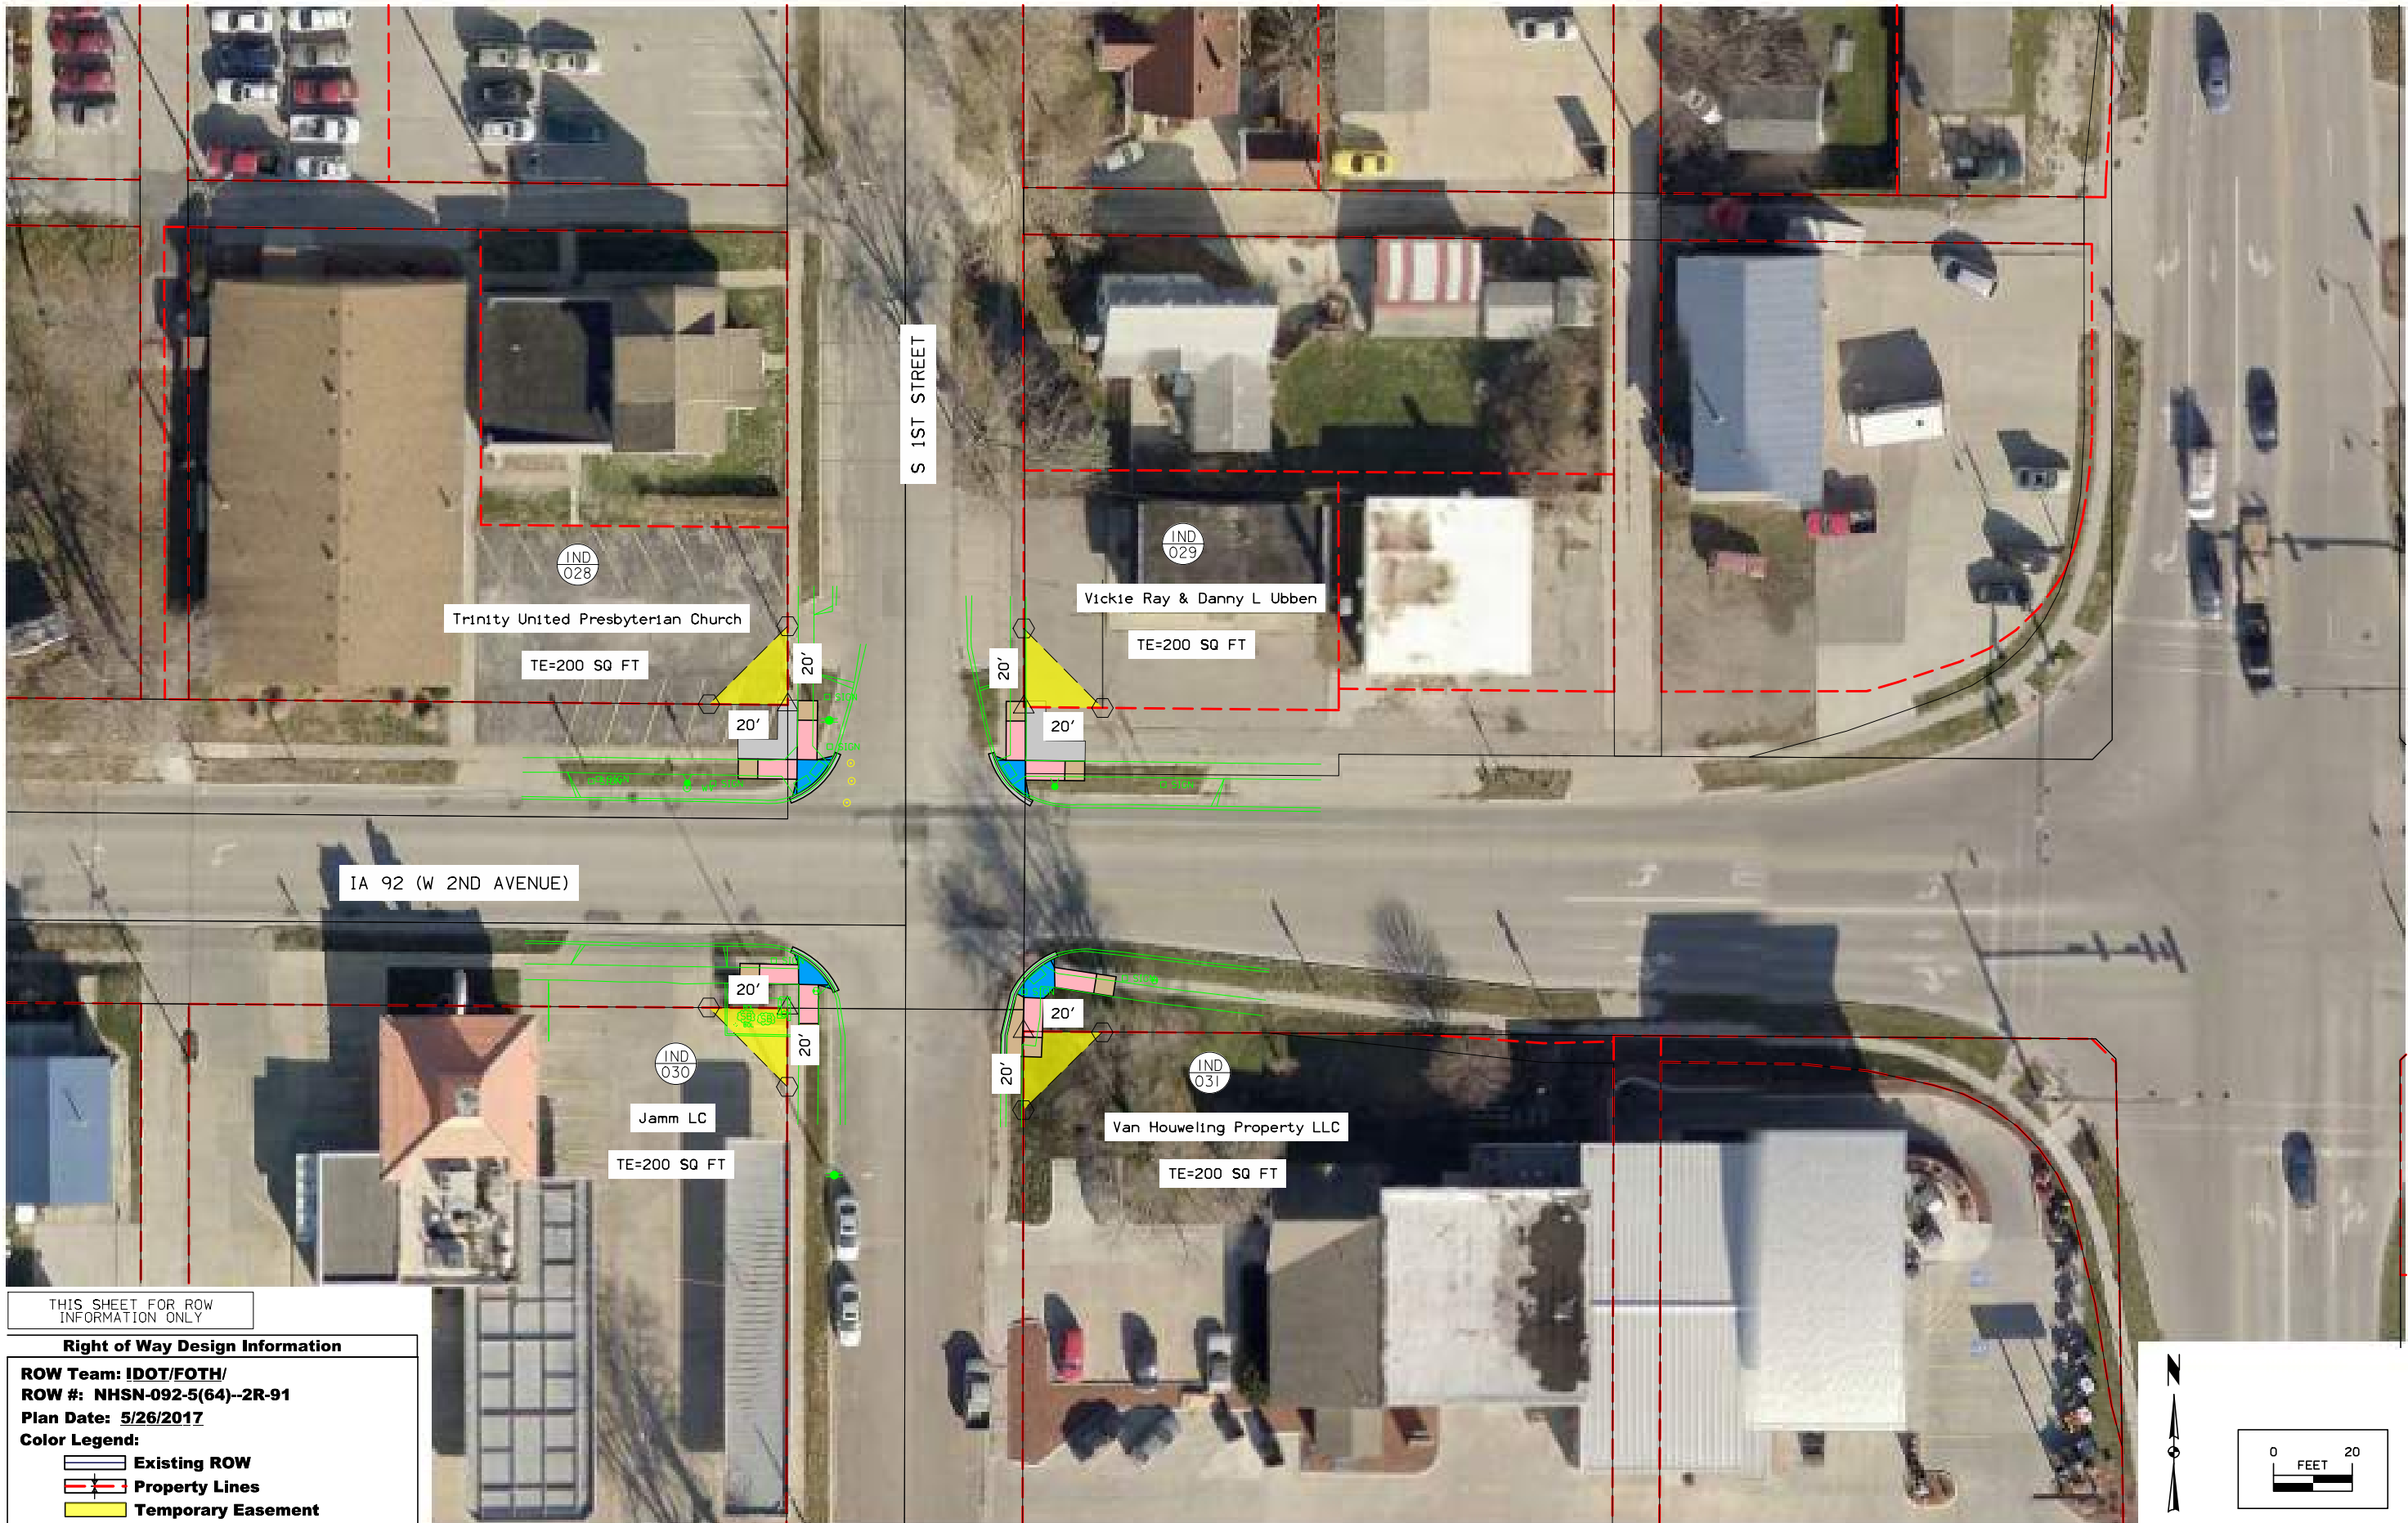 S 1ST STREET
IND
028
Trinity United Presbyterian Church
TE=200 SQ FT
20'
20'
IND
029
Vickie Ray & Danny L Ubben
TE=200 SQ FT
20'
20'
SIGN
SIGN
SIGN
IA 92 (W 2ND AVENUE)
20'
20'
IND
030
Jamm LC
TE=200 SQ FT
20'
20'
IND
031
Van Houweling Property LLC
TE=200 SQ FT
THIS SHEET FOR ROW
INFORMATION ONLY
Right of Way Design Information
ROW Team: IDOT/FOTH/
ROW #: NHSN-092-5(64)--2R-91
Plan Date: 5/26/2017
Color Legend:
Existing ROW
Property Lines
Temporary Easement
N
0 20
FEET